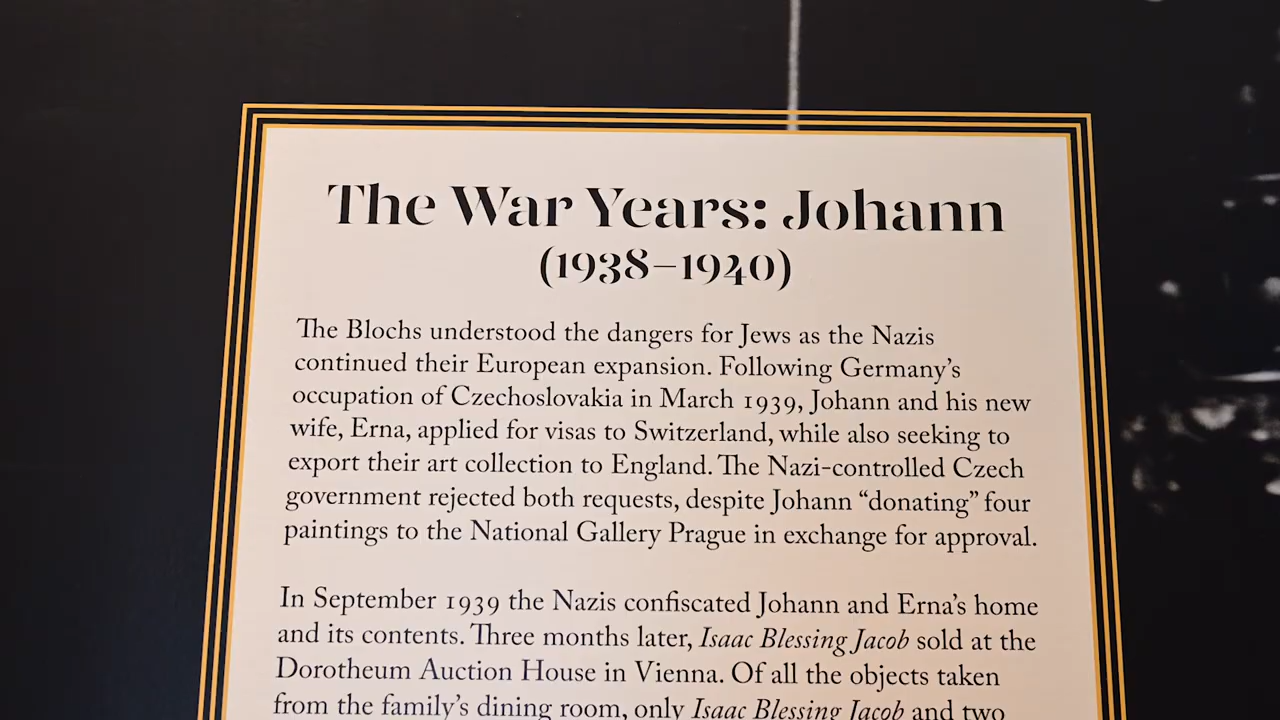 The War Years: Johann
(1938–1940)
The Blochs understood the dangers for Jews as the Nazis
continued their European expansion. Following Germany’s
occupation of Czechoslovakia in March 1939, Johann and his new
wife, Erna, applied for visas to Switzerland, while also seeking to
export their art collection to England. The Nazi-controlled Czech
government rejected both requests, despite Johann “donating” four
paintings to the National Gallery Prague in exchange for approval.
In September 1939 the Nazis confiscated Johann and Erna’s home
and its contents. Three months later, Isaac Blessing Jacob sold at the
Dorotheum Auction House in Vienna. Of all the objects taken
from the family’s dining room, only Isaac Blessing Jacob and two